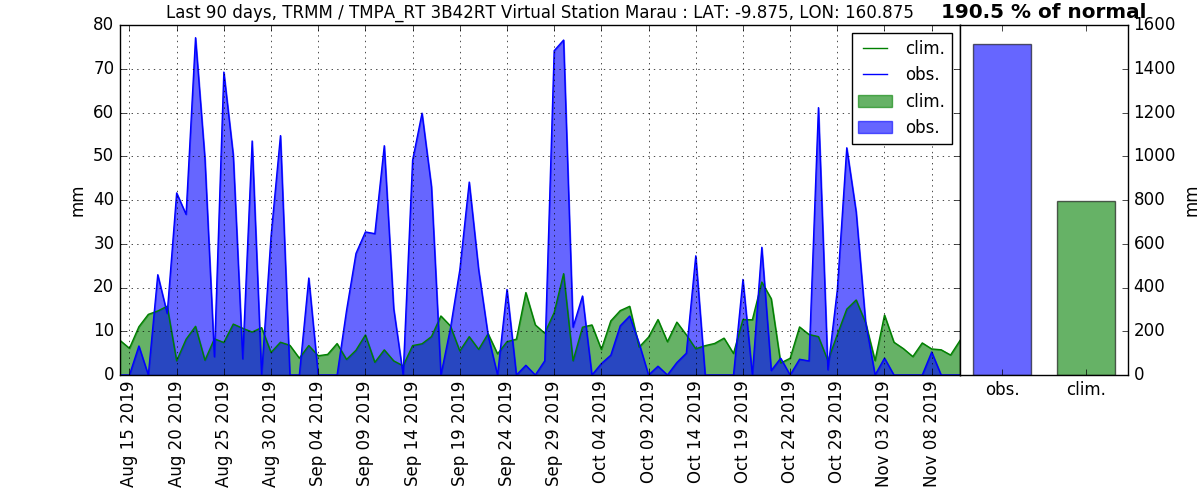 Last 90 days, TRMM / TMPA_RT 3B42RT Virtual Station Marau : LAT: -9.875, LON: 160.875
190.5 % of normal
80
70
60
50
40
30
20
10
0
mm
clim.
obs.
clim.
obs.
1600
1400
1200
1000
800
600
400
200
0
mm
obs.
clim.
Aug 15 2019
Aug 20 2019
Aug 25 2019
Aug 30 2019
Sep 04 2019
Sep 09 2019
Sep 14 2019
Sep 19 2019
Sep 24 2019
Sep 29 2019
Oct 04 2019
Oct 09 2019
Oct 14 2019
Oct 19 2019
Oct 24 2019
Oct 29 2019
Nov 03 2019
Nov 08 2019